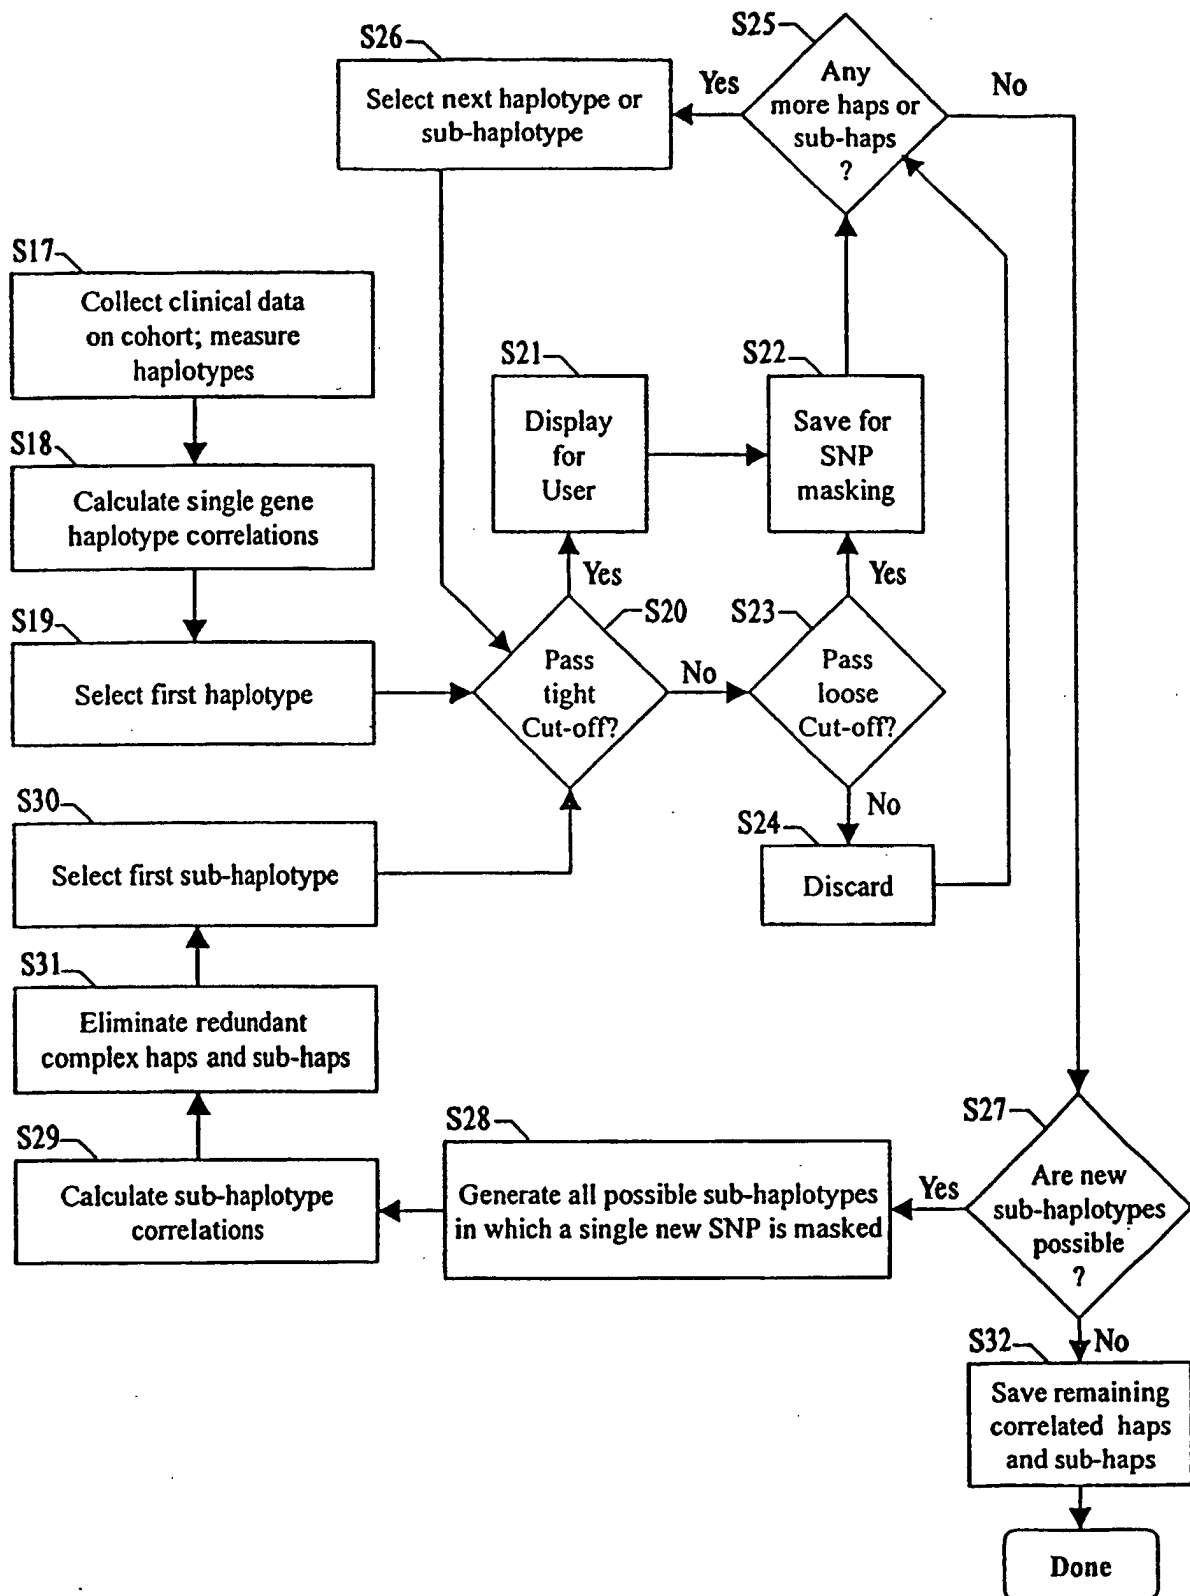 S26
Select next haplotype or
sub-haplotype
S25
Any
more haps or
sub-haps
?
Yes
No
S17
Collect clinical data
on cohort; measure
haplotypes
S18
Calculate single gene
haplotype correlations
S19
Select first haplotype
S21
Display
for
User
S22
Save for
SNP
masking
Yes
Yes
S20
Pass
tight
Cut-off?
No
S23
Pass
loose
Cut-off?
No
S24
Discard
S30
Select first sub-haplotype
S31
Eliminate redundant
complex haps and sub-haps
S29
Calculate sub-haplotype
correlations
S28
Generate all possible sub-haplotypes
in which a single new SNP is masked
Yes
S27
Are new
sub-haplotypes
possible
?
No
S32
Save remaining
correlated haps
and sub-haps
Done